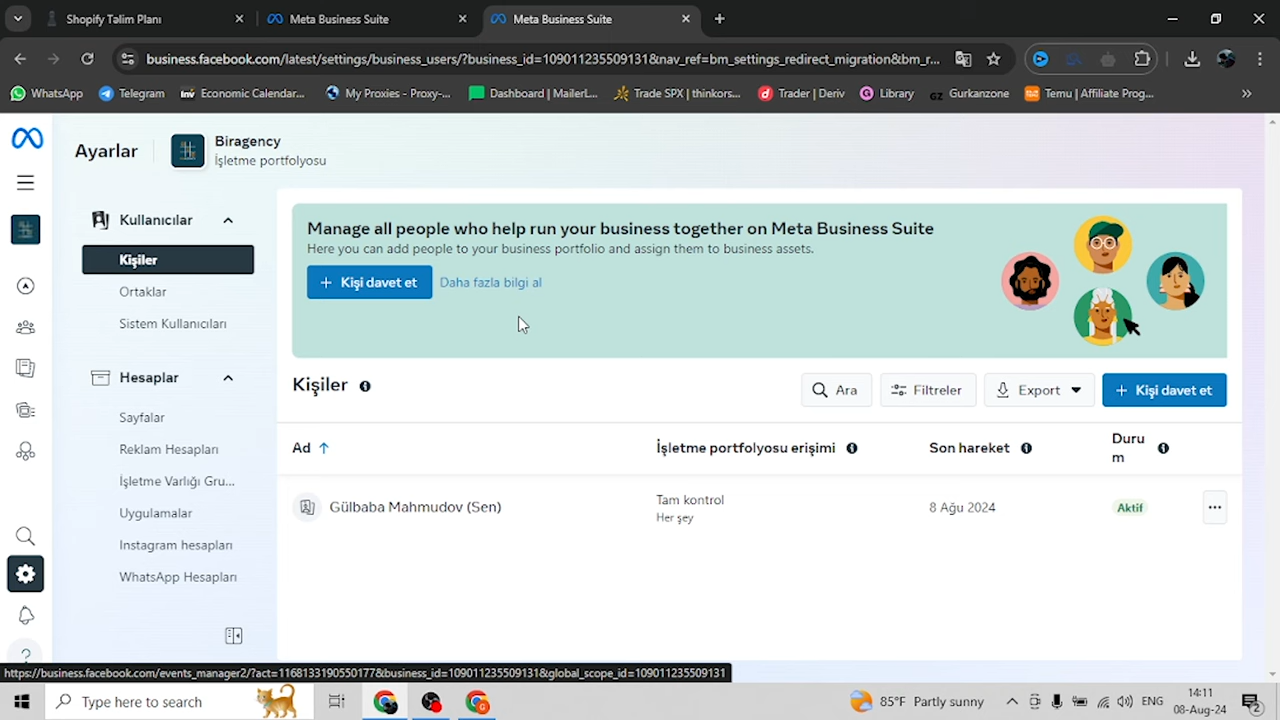 Shopify Təlim Planı
Meta Business Suite
Meta Business Suite
business.facebook.com/latest/settings/business_users/?business_id=109011235509131&nav_ref=bm_settings_redirect_migration&bm_r...
WhatsApp
Telegram
Economic Calendar...
My Proxies - Proxy-...
Dashboard | MailerL...
Trade SPX | thinkors...
Trader | Deriv
Library
Gurkanzone
Temu | Affiliate Prog...
»
Ayarlar
Biragency
İşletme portfolyosu
Kullanıcılar
Kişiler
Ortaklar
Sistem Kullanıcıları
Hesaplar
Sayfalar
Reklam Hesapları
İşletme Varlığı Gru...
Uygulamalar
Instagram hesapları
WhatsApp Hesapları
Manage all people who help run your business together on Meta Business Suite
Here you can add people to your business portfolio and assign them to business assets.
+ Kişi davet et
Daha fazla bilgi al
Kişiler
Ara
Filtreler
Export
+ Kişi davet et
Ad ↑
İşletme portfolyosu erişimi
Son hareket
Duru
m
Gülbaba Mahmudov (Sen)
Tam kontrol
Her şey
8 Ağu 2024
Aktif
...
https://business.facebook.com/events_manager2/?act=1168133190550177&business_id=109011235509131&global_scope_id=109011235509131
Type here to search
85°F Partly sunny
ENG
14:11
08-Aug-24
2